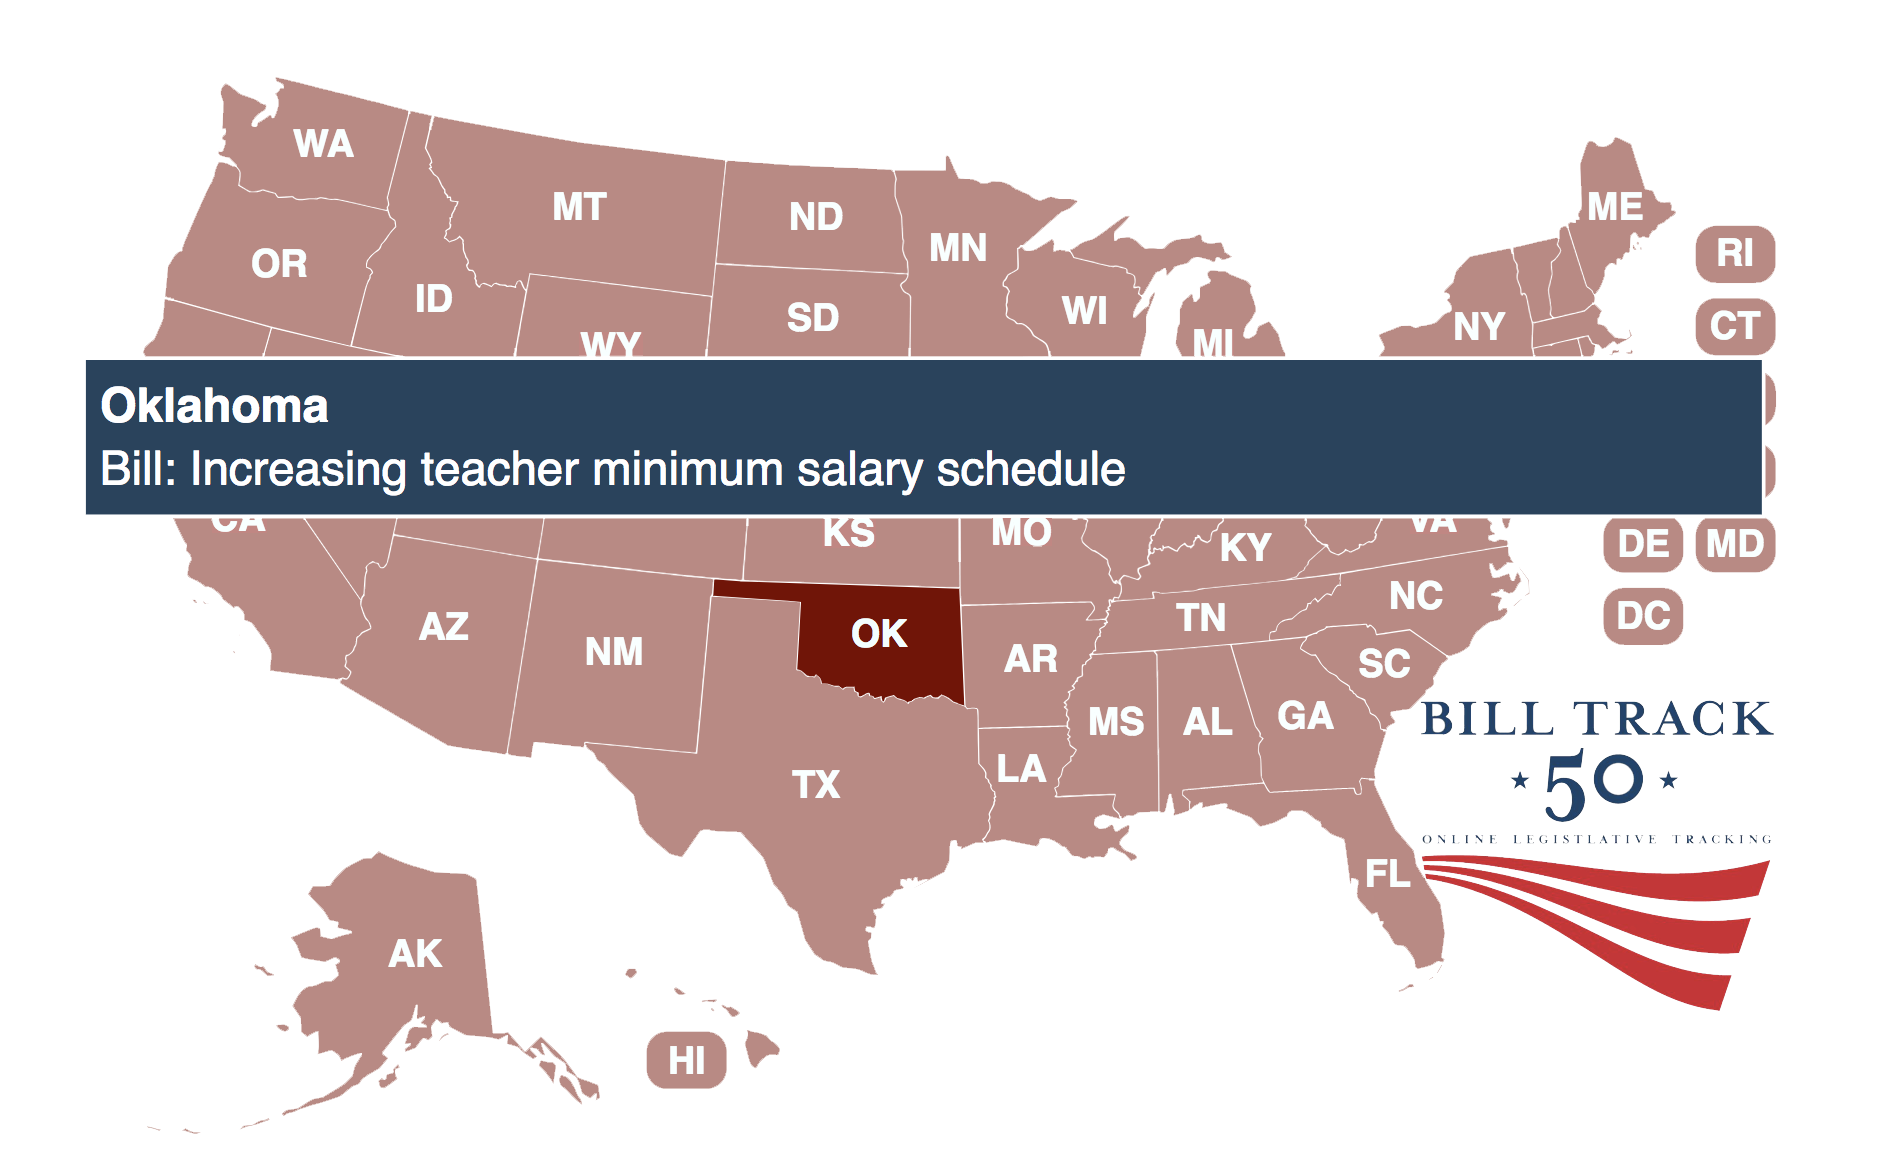 WA
MT
ND
MN
ME
OR
ID
SD
WI
NY
RI
WY
MI
CT
Oklahoma
Bill: Increasing teacher minimum salary schedule
CA
KS
MO
KY
VA
DE
MD
AZ
NM
OK
AR
TN
NC
DC
SC
MS
AL
GA
TX
LA
BILL TRACK
50
ONLINE LEGISTLATIVE TRACKING
FL
AK
HI